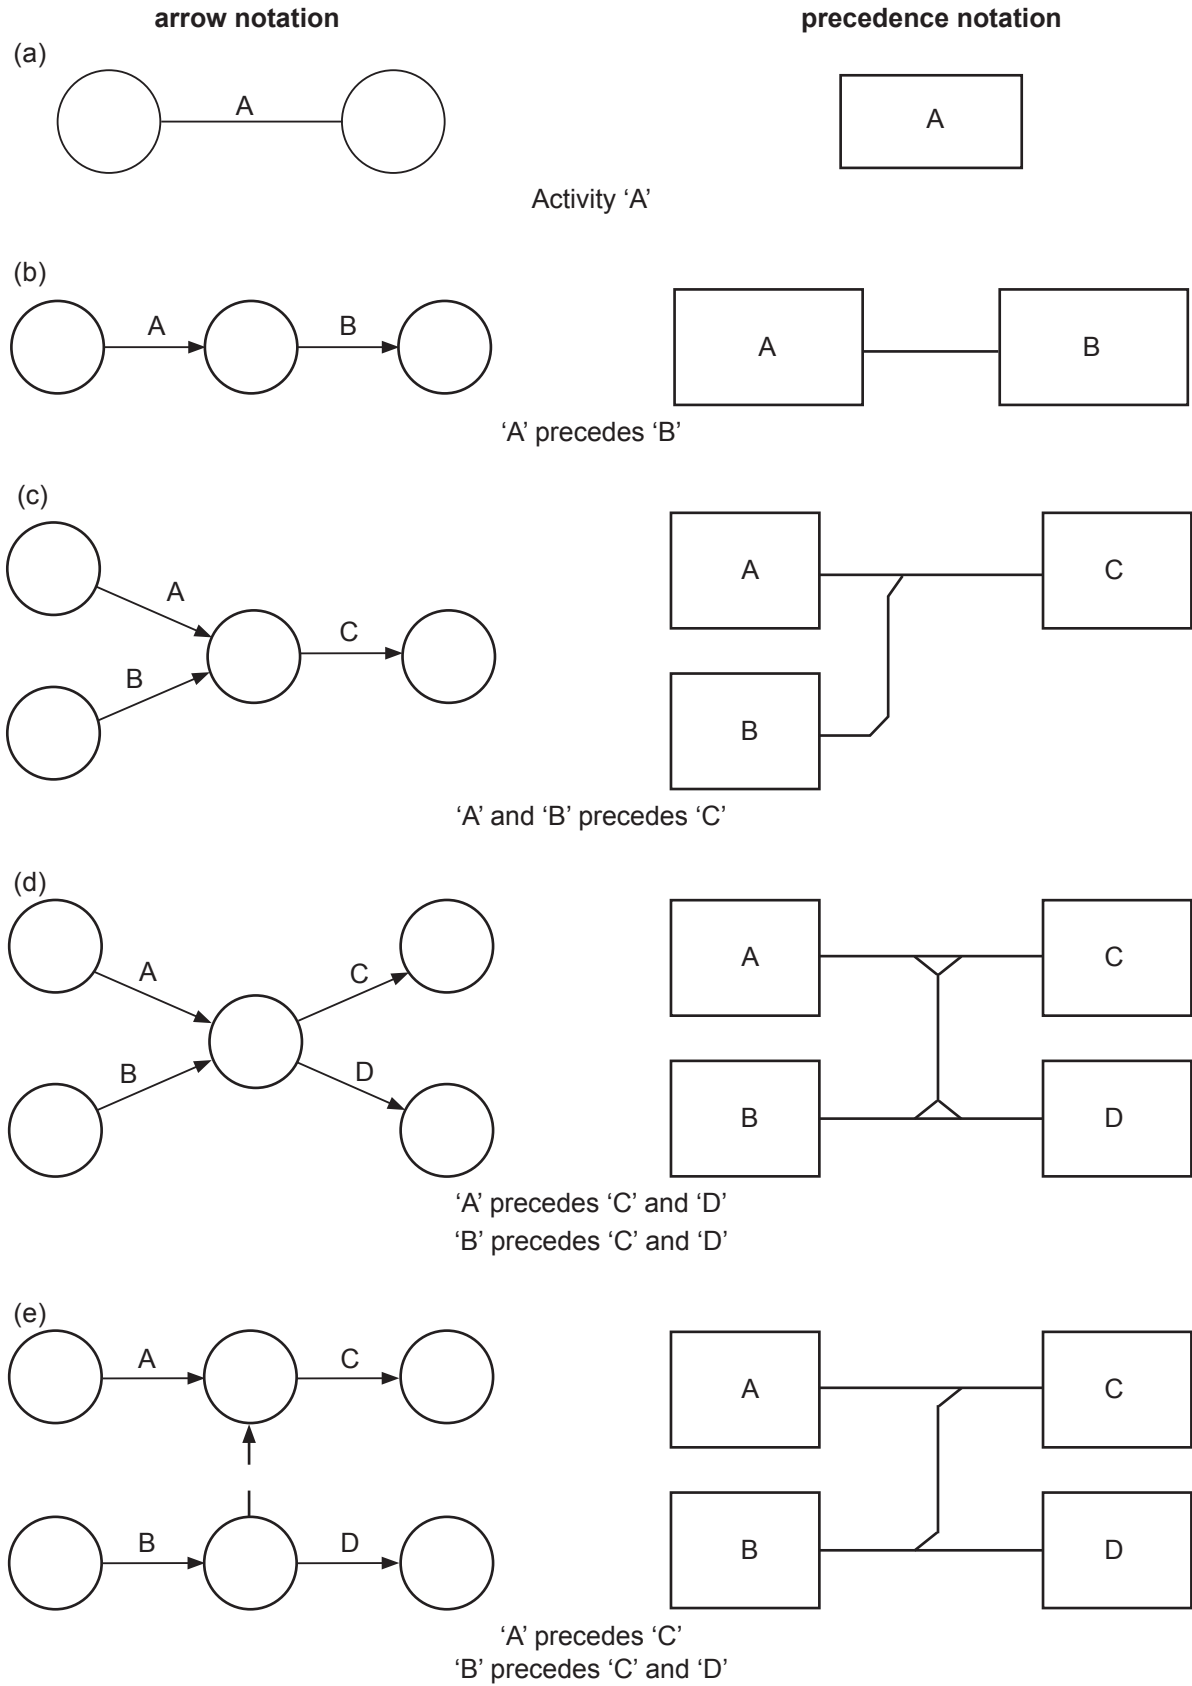 arrow notation precedence notation
(a)
A A
Activity ‘A’
(b)
A B A B
‘A’ precedes ‘B’
(c)
A C
A
C
B
B
‘A’ and ‘B’ precedes ‘C’
(d)
A C A C
B D B D
‘A’ precedes ‘C’ and ‘D’
‘B’ precedes ‘C’ and ‘D’
(e)
A C A C
B D B D
‘A’ precedes ‘C’
‘B’ precedes ‘C’ and ‘D’